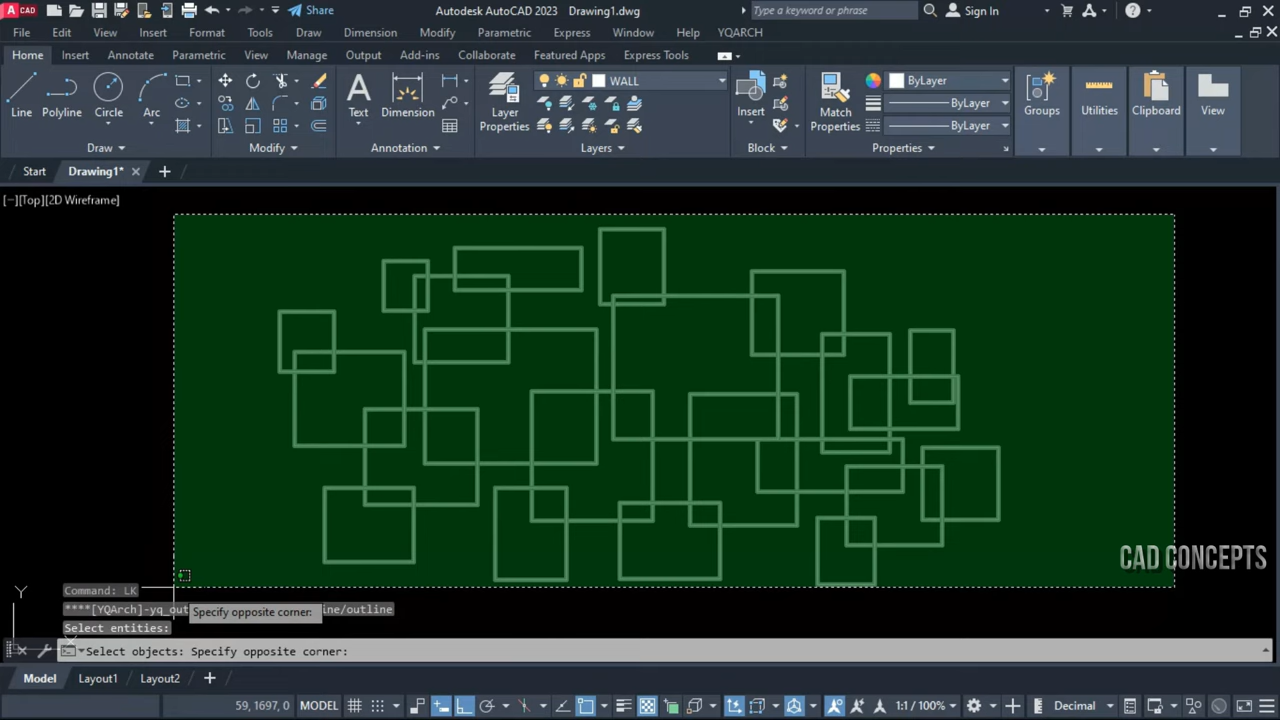 A CAD Share Autodesk AutoCAD 2023 Drawing1.dwg Type a keyword or phrase Sign In
File Edit View Insert Format Tools Draw Dimension Modify Parametric Express Window Help YQARCH
Home Insert Annotate Parametric View Manage Output Add-ins Collaborate Featured Apps Express Tools
WALL ByLayer
Line Polyline Circle Arc Text Dimension Layer Properties Insert Match Properties ByLayer Groups Utilities Clipboard View
ByLayer
Draw Modify Annotation Layers Block Properties
Start Drawing1*
[−][Top][2D Wireframe]
CAD CONCEPTS
Command: LK
****[YQArch]-yq_out ine/outline
Specify opposite corner:
Select entities:
Y
X
Select objects: Specify opposite corner:
Model Layout1 Layout2
59, 1697, 0 MODEL 1:1 / 100% Decimal